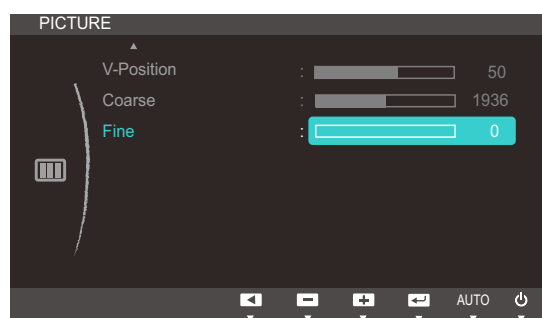 PICTURE
V-Position : 50
Coarse : 1936
Fine : 0
AUTO